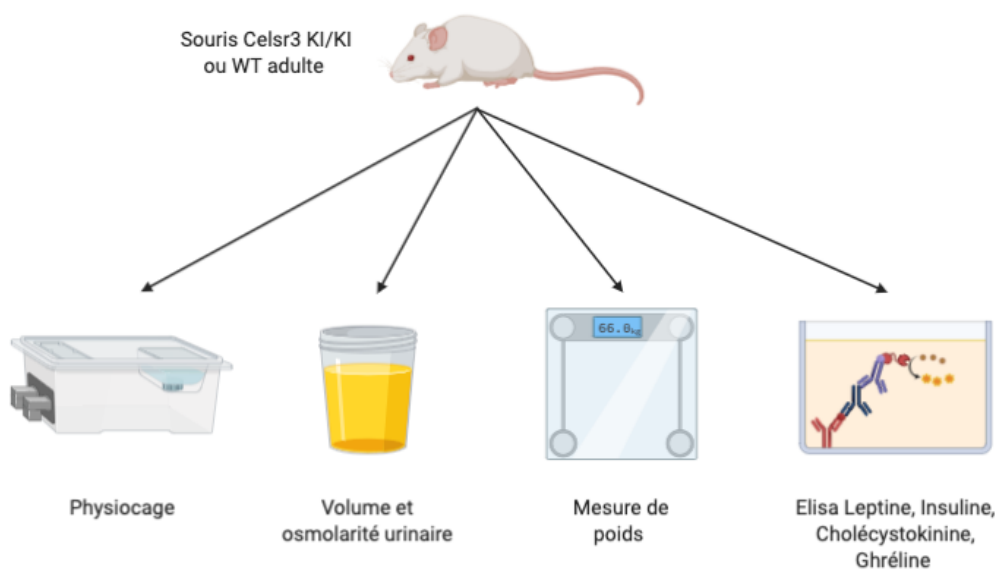 Souris Celsr3 KI/KI
ou WT adulte
66.0kg
Physiocage
Volume et
osmolarité urinaire
Mesure de
poids
Elisa Leptine, Insuline,
Cholécystokinine,
Ghréline